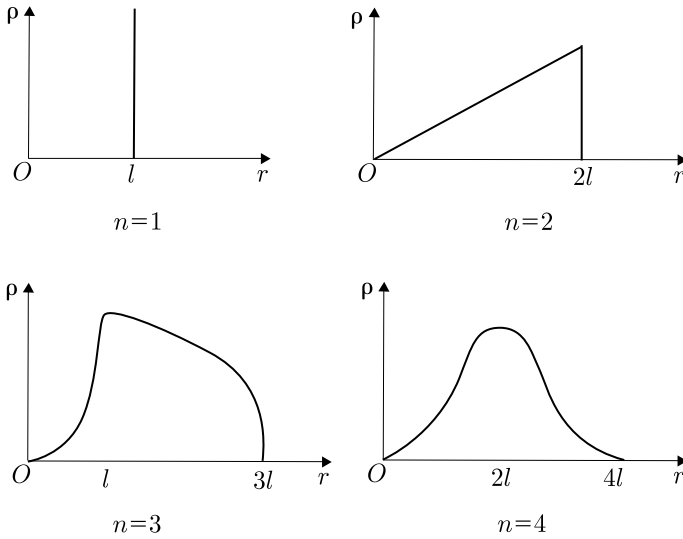 ρ
O l r
n=1
ρ
O 2l r
n=2
ρ
O l 3l r
n=3
ρ
O 2l 4l r
n=4